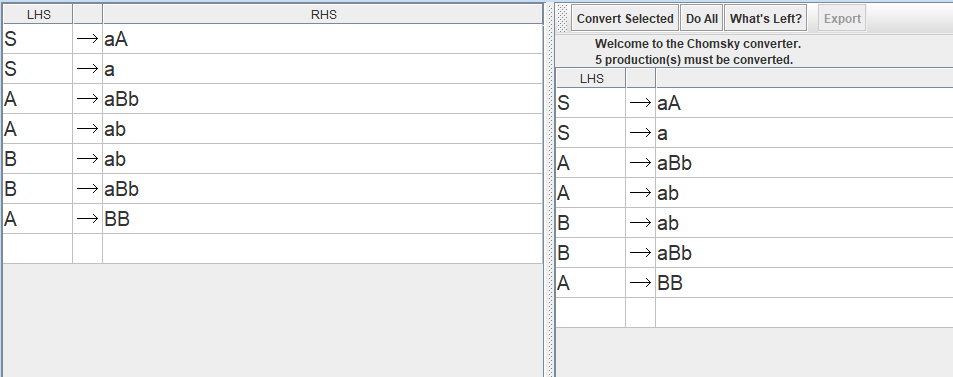 LHS RHS
S → aA
S → a
A → aBb
A → ab
B → ab
B → aBb
A → BB
Convert Selected Do All What's Left? Export
Welcome to the Chomsky converter.
5 production(s) must be converted.
LHS
S → aA
S → a
A → aBb
A → ab
B → ab
B → aBb
A → BB